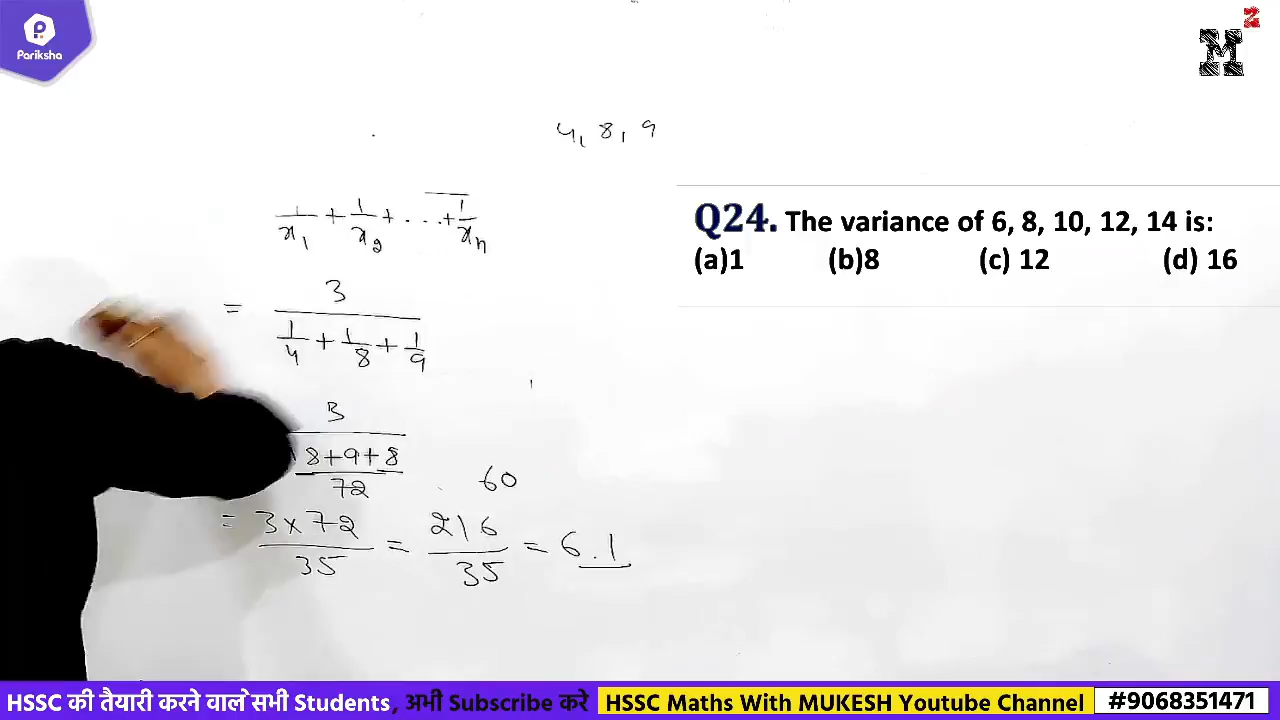 Pariksha
M²
4, 8, 9
1/x₁ + 1/x₂ + ... + 1/xₙ
Q24. The variance of 6, 8, 10, 12, 14 is:
(a)1 (b)8 (c) 12 (d) 16
= 3/(1/4 + 1/8 + 1/9)
3/((8+9+8)/72)
60
= 3×72/35 = 216/35 = 6.1
HSSC की तैयारी करने वाले सभी Students, अभी Subscribe करे HSSC Maths With MUKESH Youtube Channel #9068351471